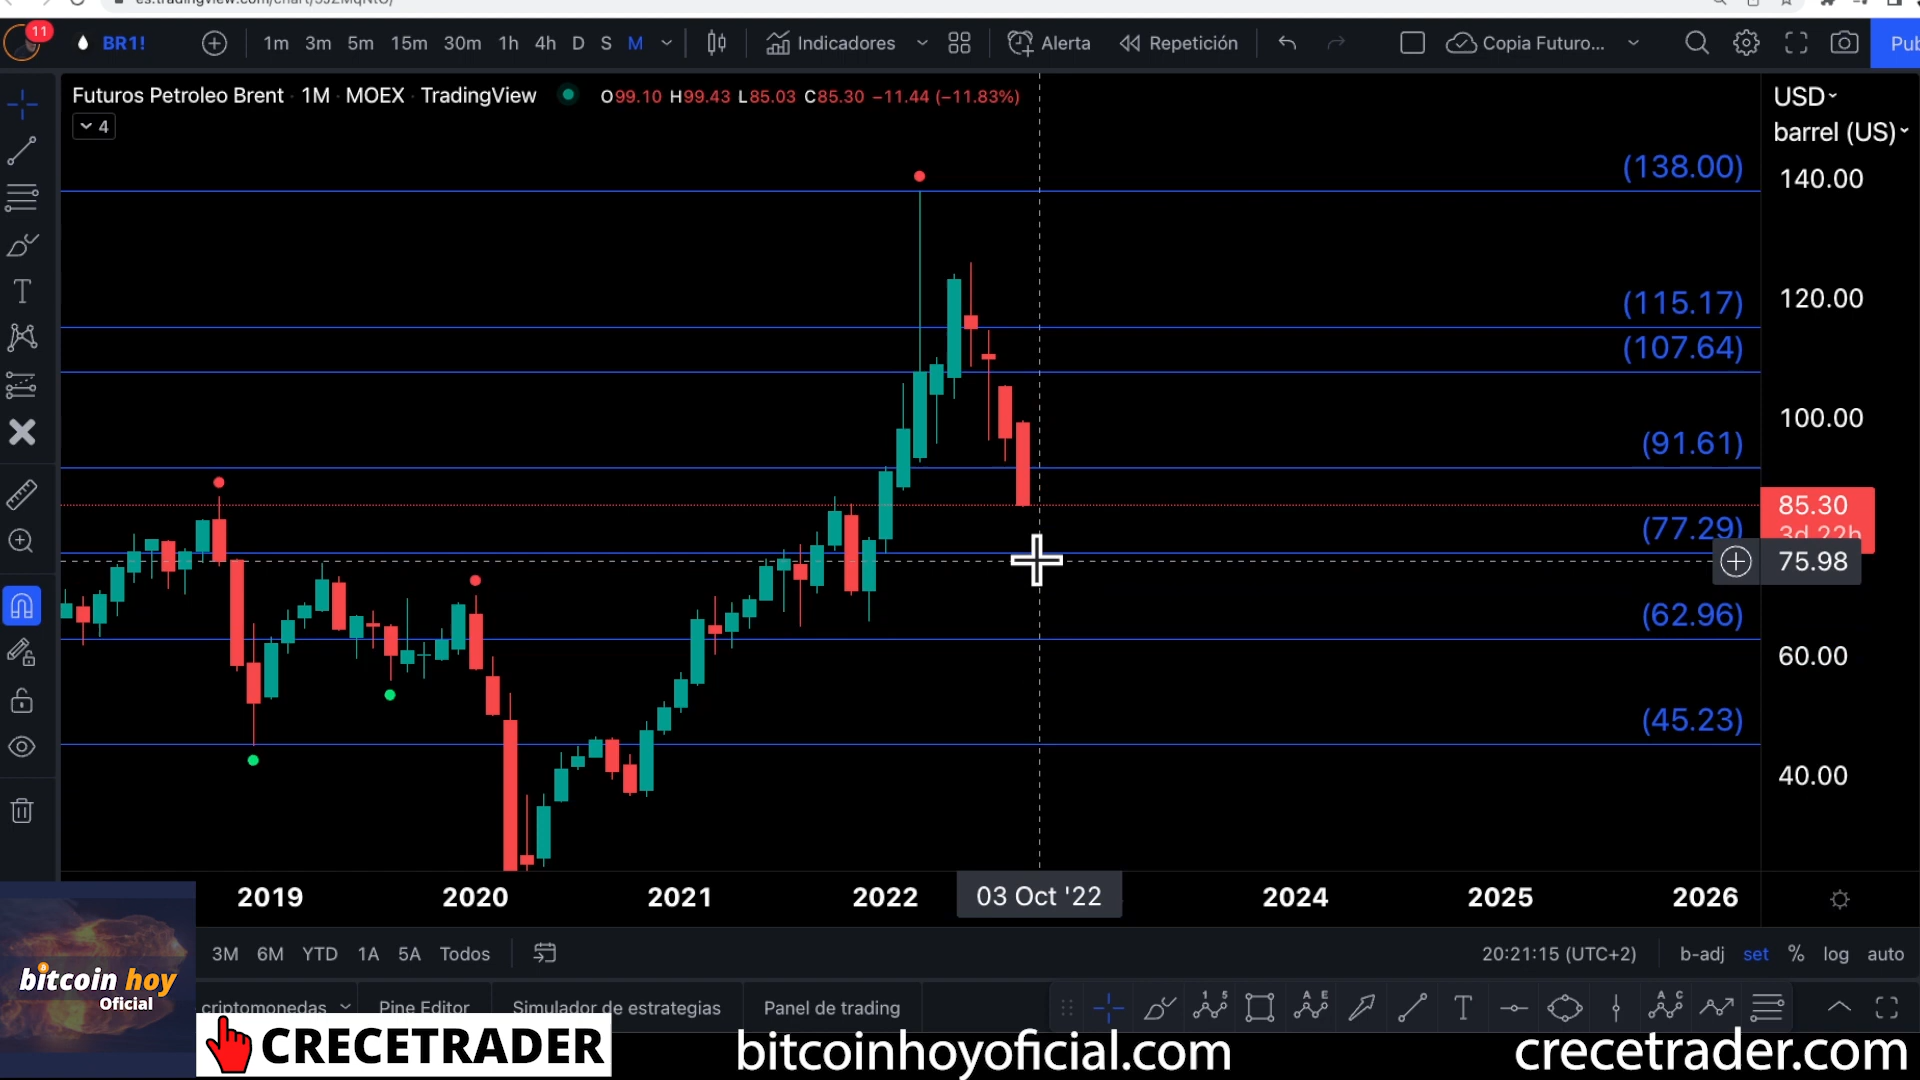 es.tradingview.com/chart/
11
BR1!
1m 3m 5m 15m 30m 1h 4h D S M
Indicadores
Alerta
Repetición
Copia Futuro...
Pub
Futuros Petroleo Brent · 1M · MOEX · TradingView
O99.10 H99.43 L85.03 C85.30 −11.44 (−11.83%)
4
USD
barrel (US)
(138.00)
140.00
(115.17)
120.00
(107.64)
100.00
(91.61)
85.30
3d 22h
(77.29)
75.98
(62.96)
60.00
(45.23)
40.00
2019 2020 2021 2022 03 Oct '22 2024 2025 2026
3M 6M YTD 1A 5A Todos
20:21:15 (UTC+2)
b-adj set % log auto
criptomonedas
Pine Editor
Simulador de estrategias
Panel de trading
1 5
A E
A C
bitcoin hoy
Oficial
CRECETRADER
bitcoinhoyoficial.com
crecetrader.com